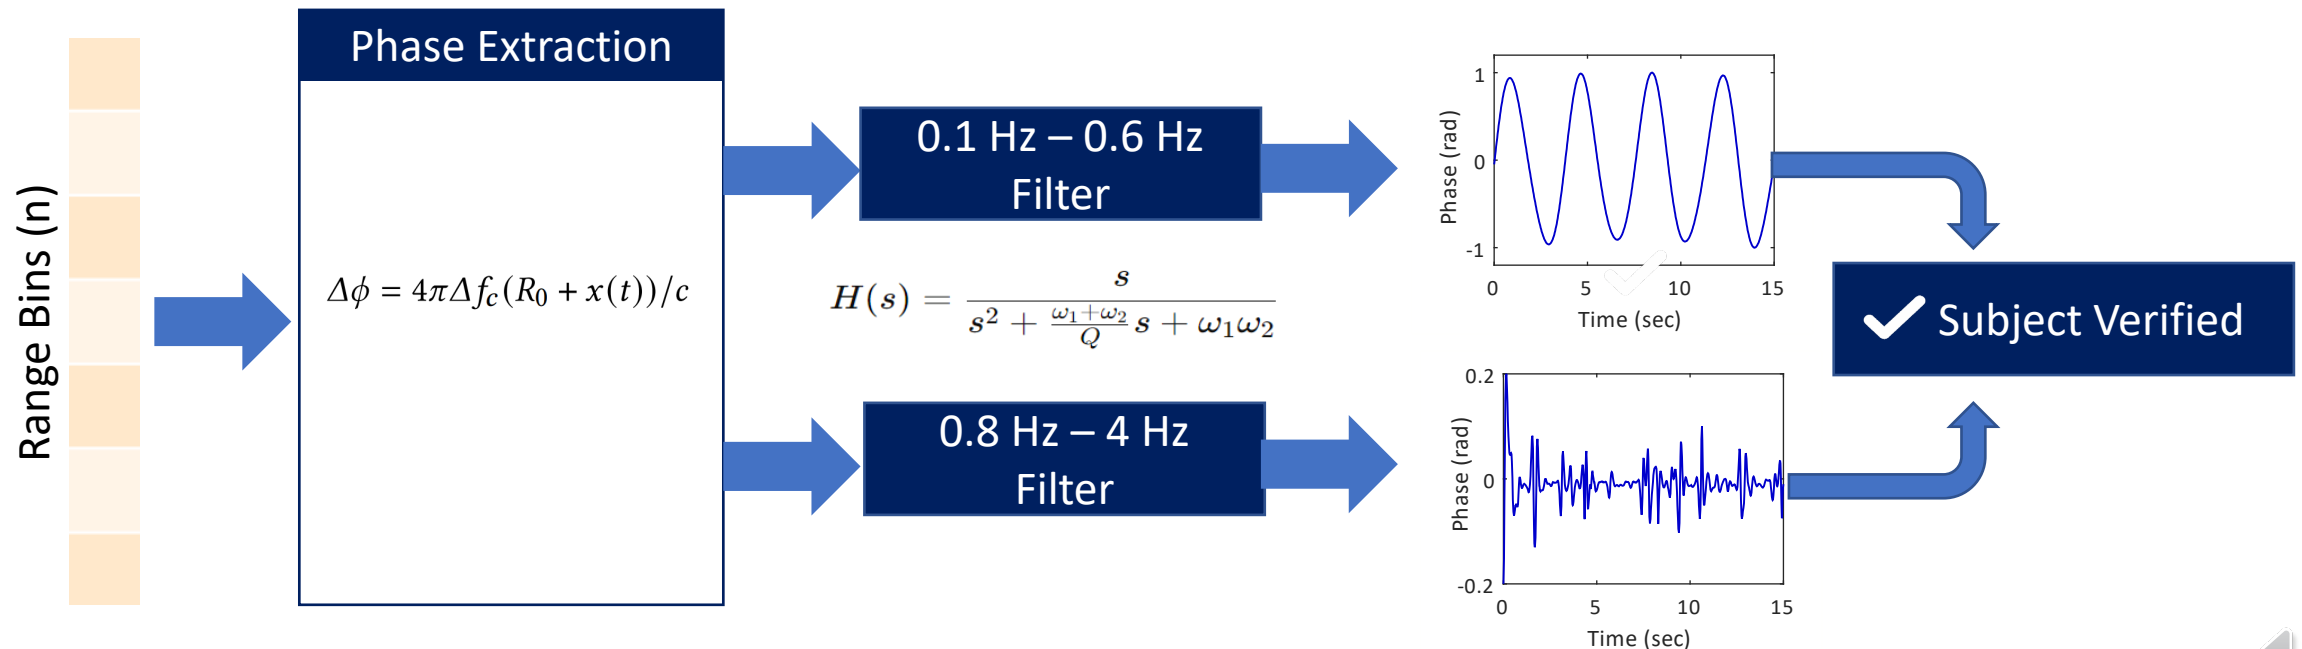 Range Bins (n)
Phase Extraction
Δϕ = 4πΔf_c(R_0 + x(t))/c
0.1 Hz – 0.6 Hz
Filter
H(s) = s / (s^2 + ((ω_1+ω_2)/Q) s + ω_1ω_2)
0.8 Hz – 4 Hz
Filter
Phase (rad)
1
0
-1
0 5 10 15
Time (sec)
Phase (rad)
0.2
0
-0.2
0 5 10 15
Time (sec)
Subject Verified